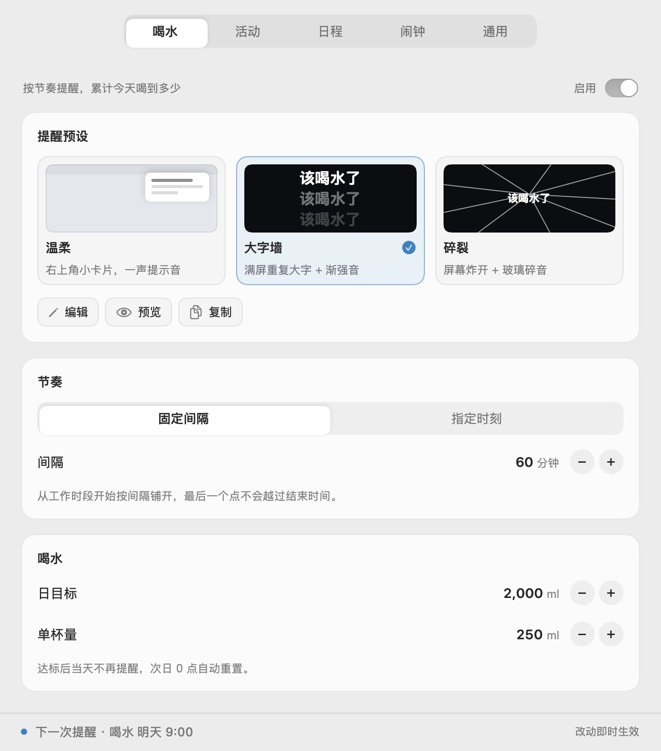 喝水 活动 日程 闹钟 通用
按节奏提醒，累计今天喝到多少 启用
提醒预设
该喝水了
该喝水了
该喝水了
该喝水了
温柔 大字墙 碎裂
右上角小卡片，一声提示音 满屏重复大字 + 渐强音 屏幕炸开 + 玻璃碎音
编辑 预览 复制
节奏
固定间隔 指定时刻
间隔 60 分钟 − +
从工作时段开始按间隔铺开，最后一个点不会越过结束时间。
喝水
日目标 2,000 ml − +
单杯量 250 ml − +
达标后当天不再提醒，次日 0 点自动重置。
下一次提醒 · 喝水 明天 9:00 改动即时生效